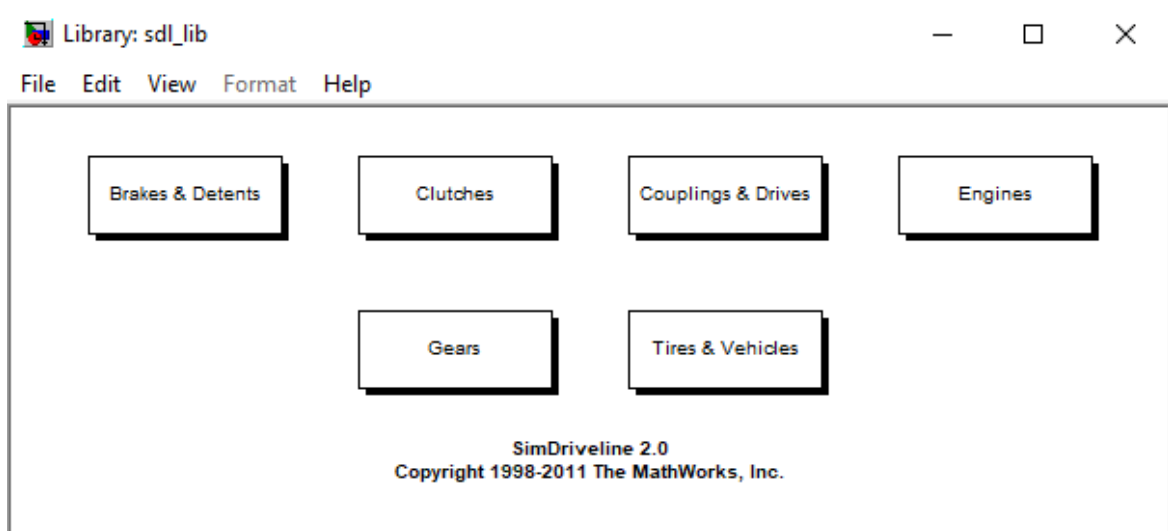 Library: sdl_lib
File Edit View Format Help
Brakes & Detents
Clutches
Couplings & Drives
Engines
Gears
Tires & Vehicles
SimDriveline 2.0
Copyright 1998-2011 The MathWorks, Inc.